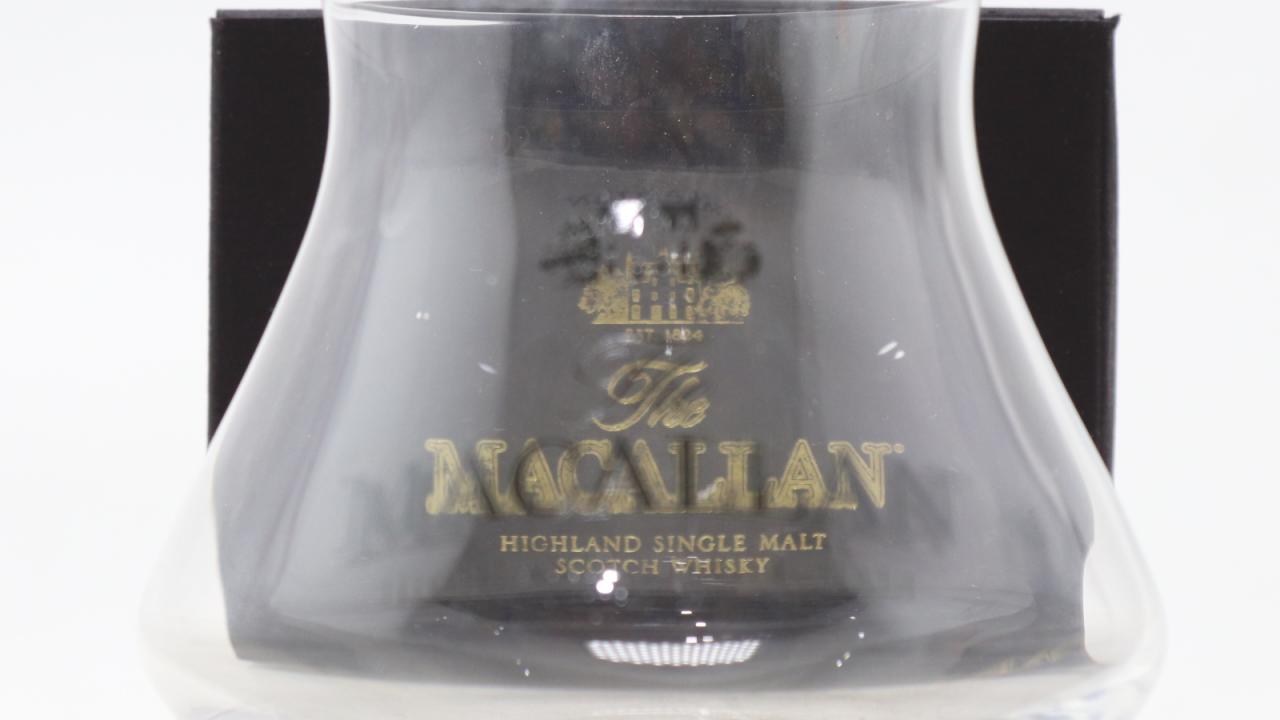 EST. 1824
The
MACALLAN®
HIGHLAND SINGLE MALT
SCOTCH WHISKY